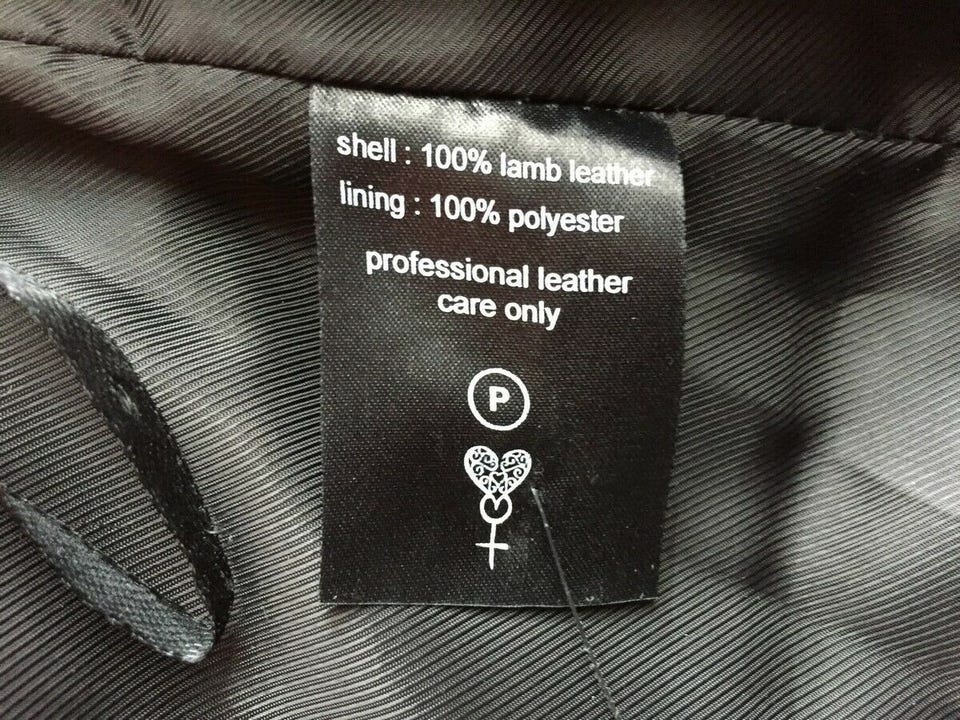 shell : 100% lamb leather
lining : 100% polyester
professional leather
care only
P